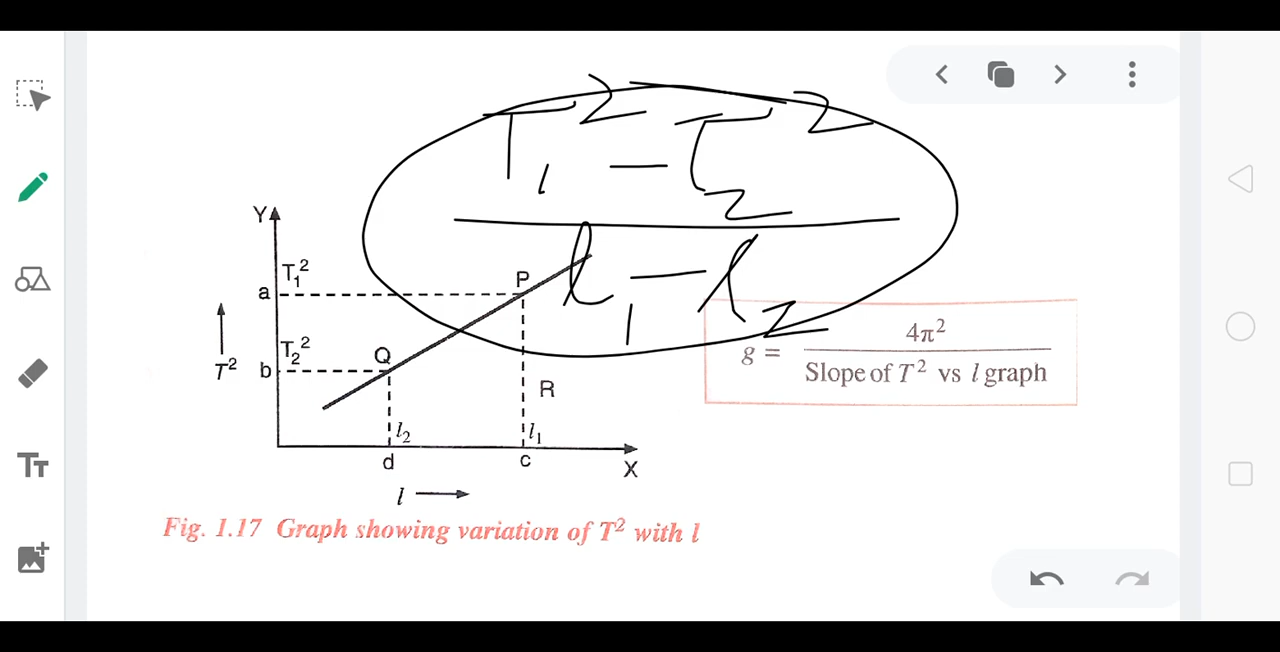 T₁² – T₂²
l₁ – l₂
Y
T₁²
a
P
T₂²
b
Q
T²
R
l₂
l₁
d
c
X
l
g = 4π² / Slope of T² vs l graph
Fig. 1.17 Graph showing variation of T² with l
TT